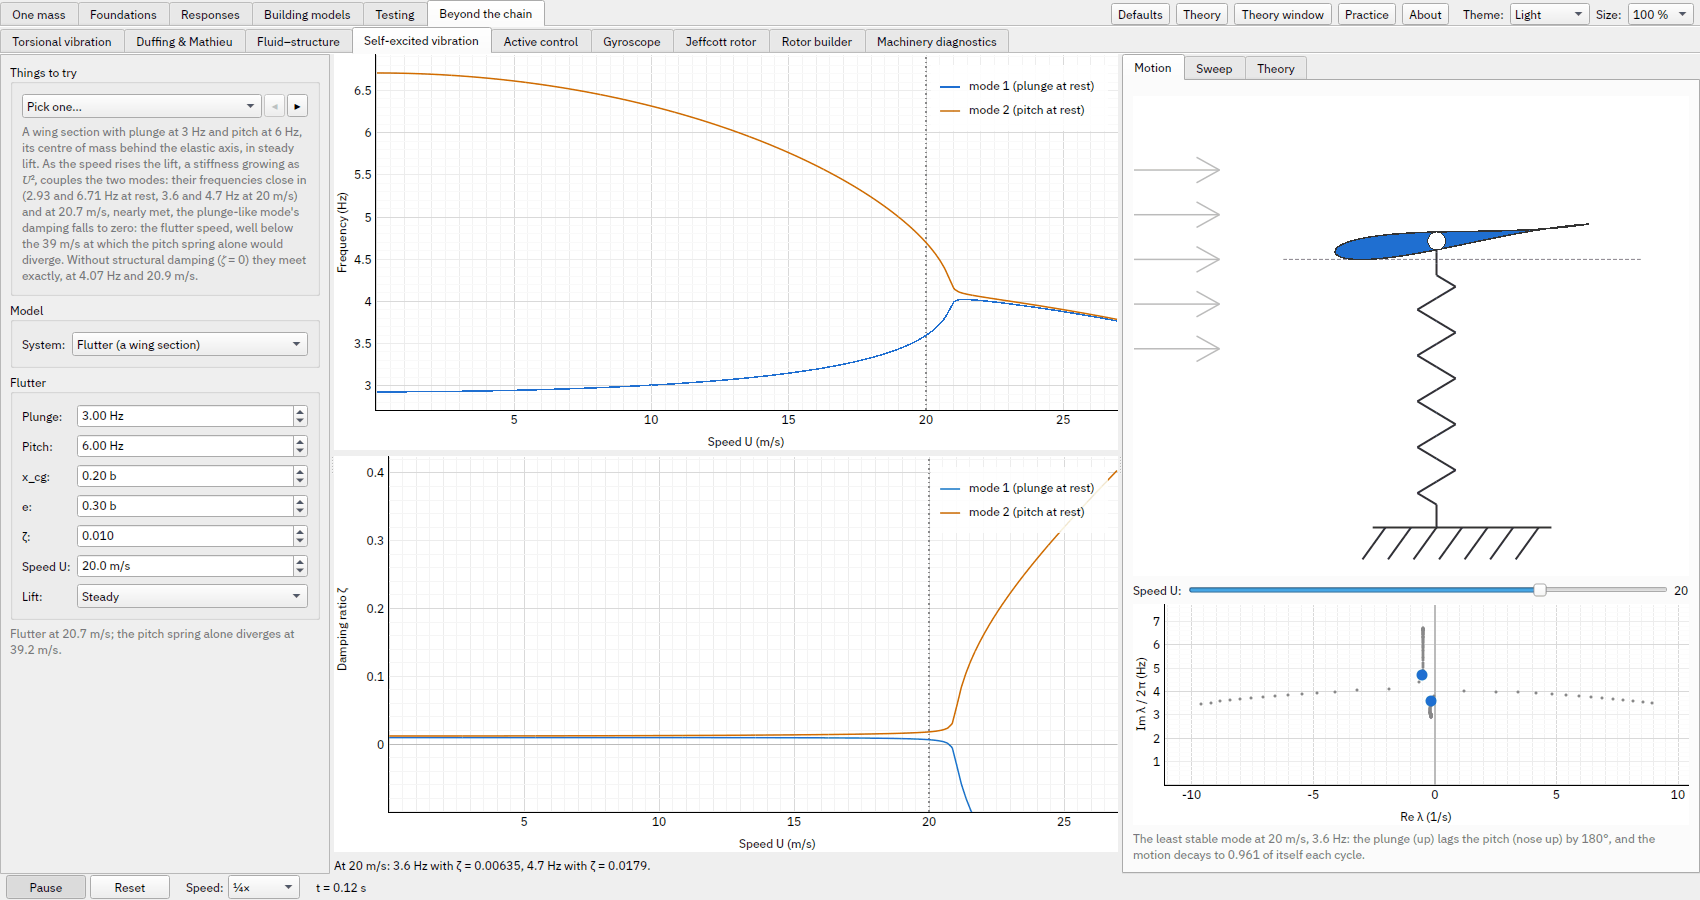 One mass
Foundations
Responses
Building models
Testing
Beyond the chain
Defaults
Theory
Theory window
Practice
About
Theme:
Light
Size:
100 %
Torsional vibration
Duffing & Mathieu
Fluid–structure
Self-excited vibration
Active control
Gyroscope
Jeffcott rotor
Rotor builder
Machinery diagnostics
Things to try
Pick one...
A wing section with plunge at 3 Hz and pitch at 6 Hz,
its centre of mass behind the elastic axis, in steady
lift. As the speed rises the lift, a stiffness growing as
U², couples the two modes: their frequencies close in
(2.93 and 6.71 Hz at rest, 3.6 and 4.7 Hz at 20 m/s)
and at 20.7 m/s, nearly met, the plunge-like mode's
damping falls to zero: the flutter speed, well below
the 39 m/s at which the pitch spring alone would
diverge. Without structural damping (ζ = 0) they meet
exactly, at 4.07 Hz and 20.9 m/s.
Model
System:
Flutter (a wing section)
Flutter
Plunge:
3.00 Hz
Pitch:
6.00 Hz
x_cg:
0.20 b
e:
0.30 b
ζ:
0.010
Speed U:
20.0 m/s
Lift:
Steady
Flutter at 20.7 m/s; the pitch spring alone diverges at
39.2 m/s.
Pause
Reset
Speed:
¼×
t = 0.12 s
mode 1 (plunge at rest)
mode 2 (pitch at rest)
Frequency (Hz)
6.5
6
5.5
5
4.5
4
3.5
3
5
10
15
20
25
Speed U (m/s)
mode 1 (plunge at rest)
mode 2 (pitch at rest)
Damping ratio ζ
0.4
0.3
0.2
0.1
0
5
10
15
20
25
Speed U (m/s)
At 20 m/s: 3.6 Hz with ζ = 0.00635, 4.7 Hz with ζ = 0.0179.
Motion
Sweep
Theory
Speed U:
20
Im λ / 2π (Hz)
7
6
5
4
3
2
1
-10
-5
0
5
10
Re λ (1/s)
The least stable mode at 20 m/s, 3.6 Hz: the plunge (up) lags the pitch (nose up) by 180°, and the
motion decays to 0.961 of itself each cycle.